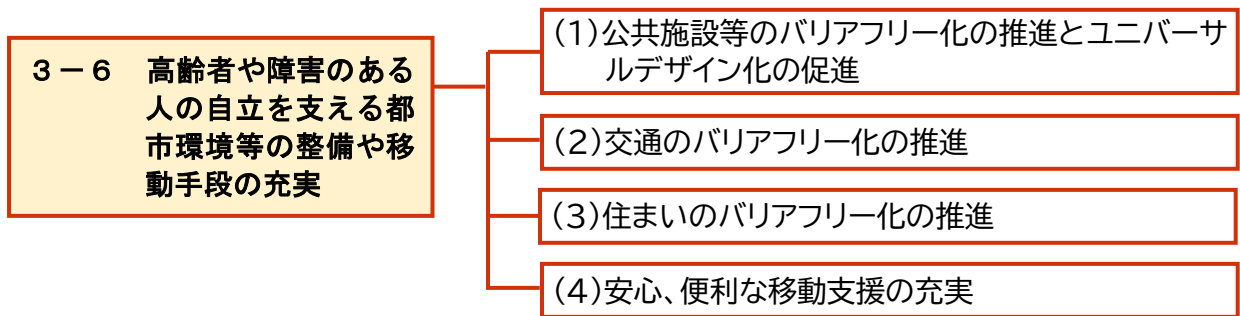 3－6　高齢者や障害のある
人の自立を支える都
市環境等の整備や移
動手段の充実
(1)公共施設等のバリアフリー化の推進とユニバーサ
ルデザイン化の促進
(2)交通のバリアフリー化の推進
(3)住まいのバリアフリー化の推進
(4)安心、便利な移動支援の充実